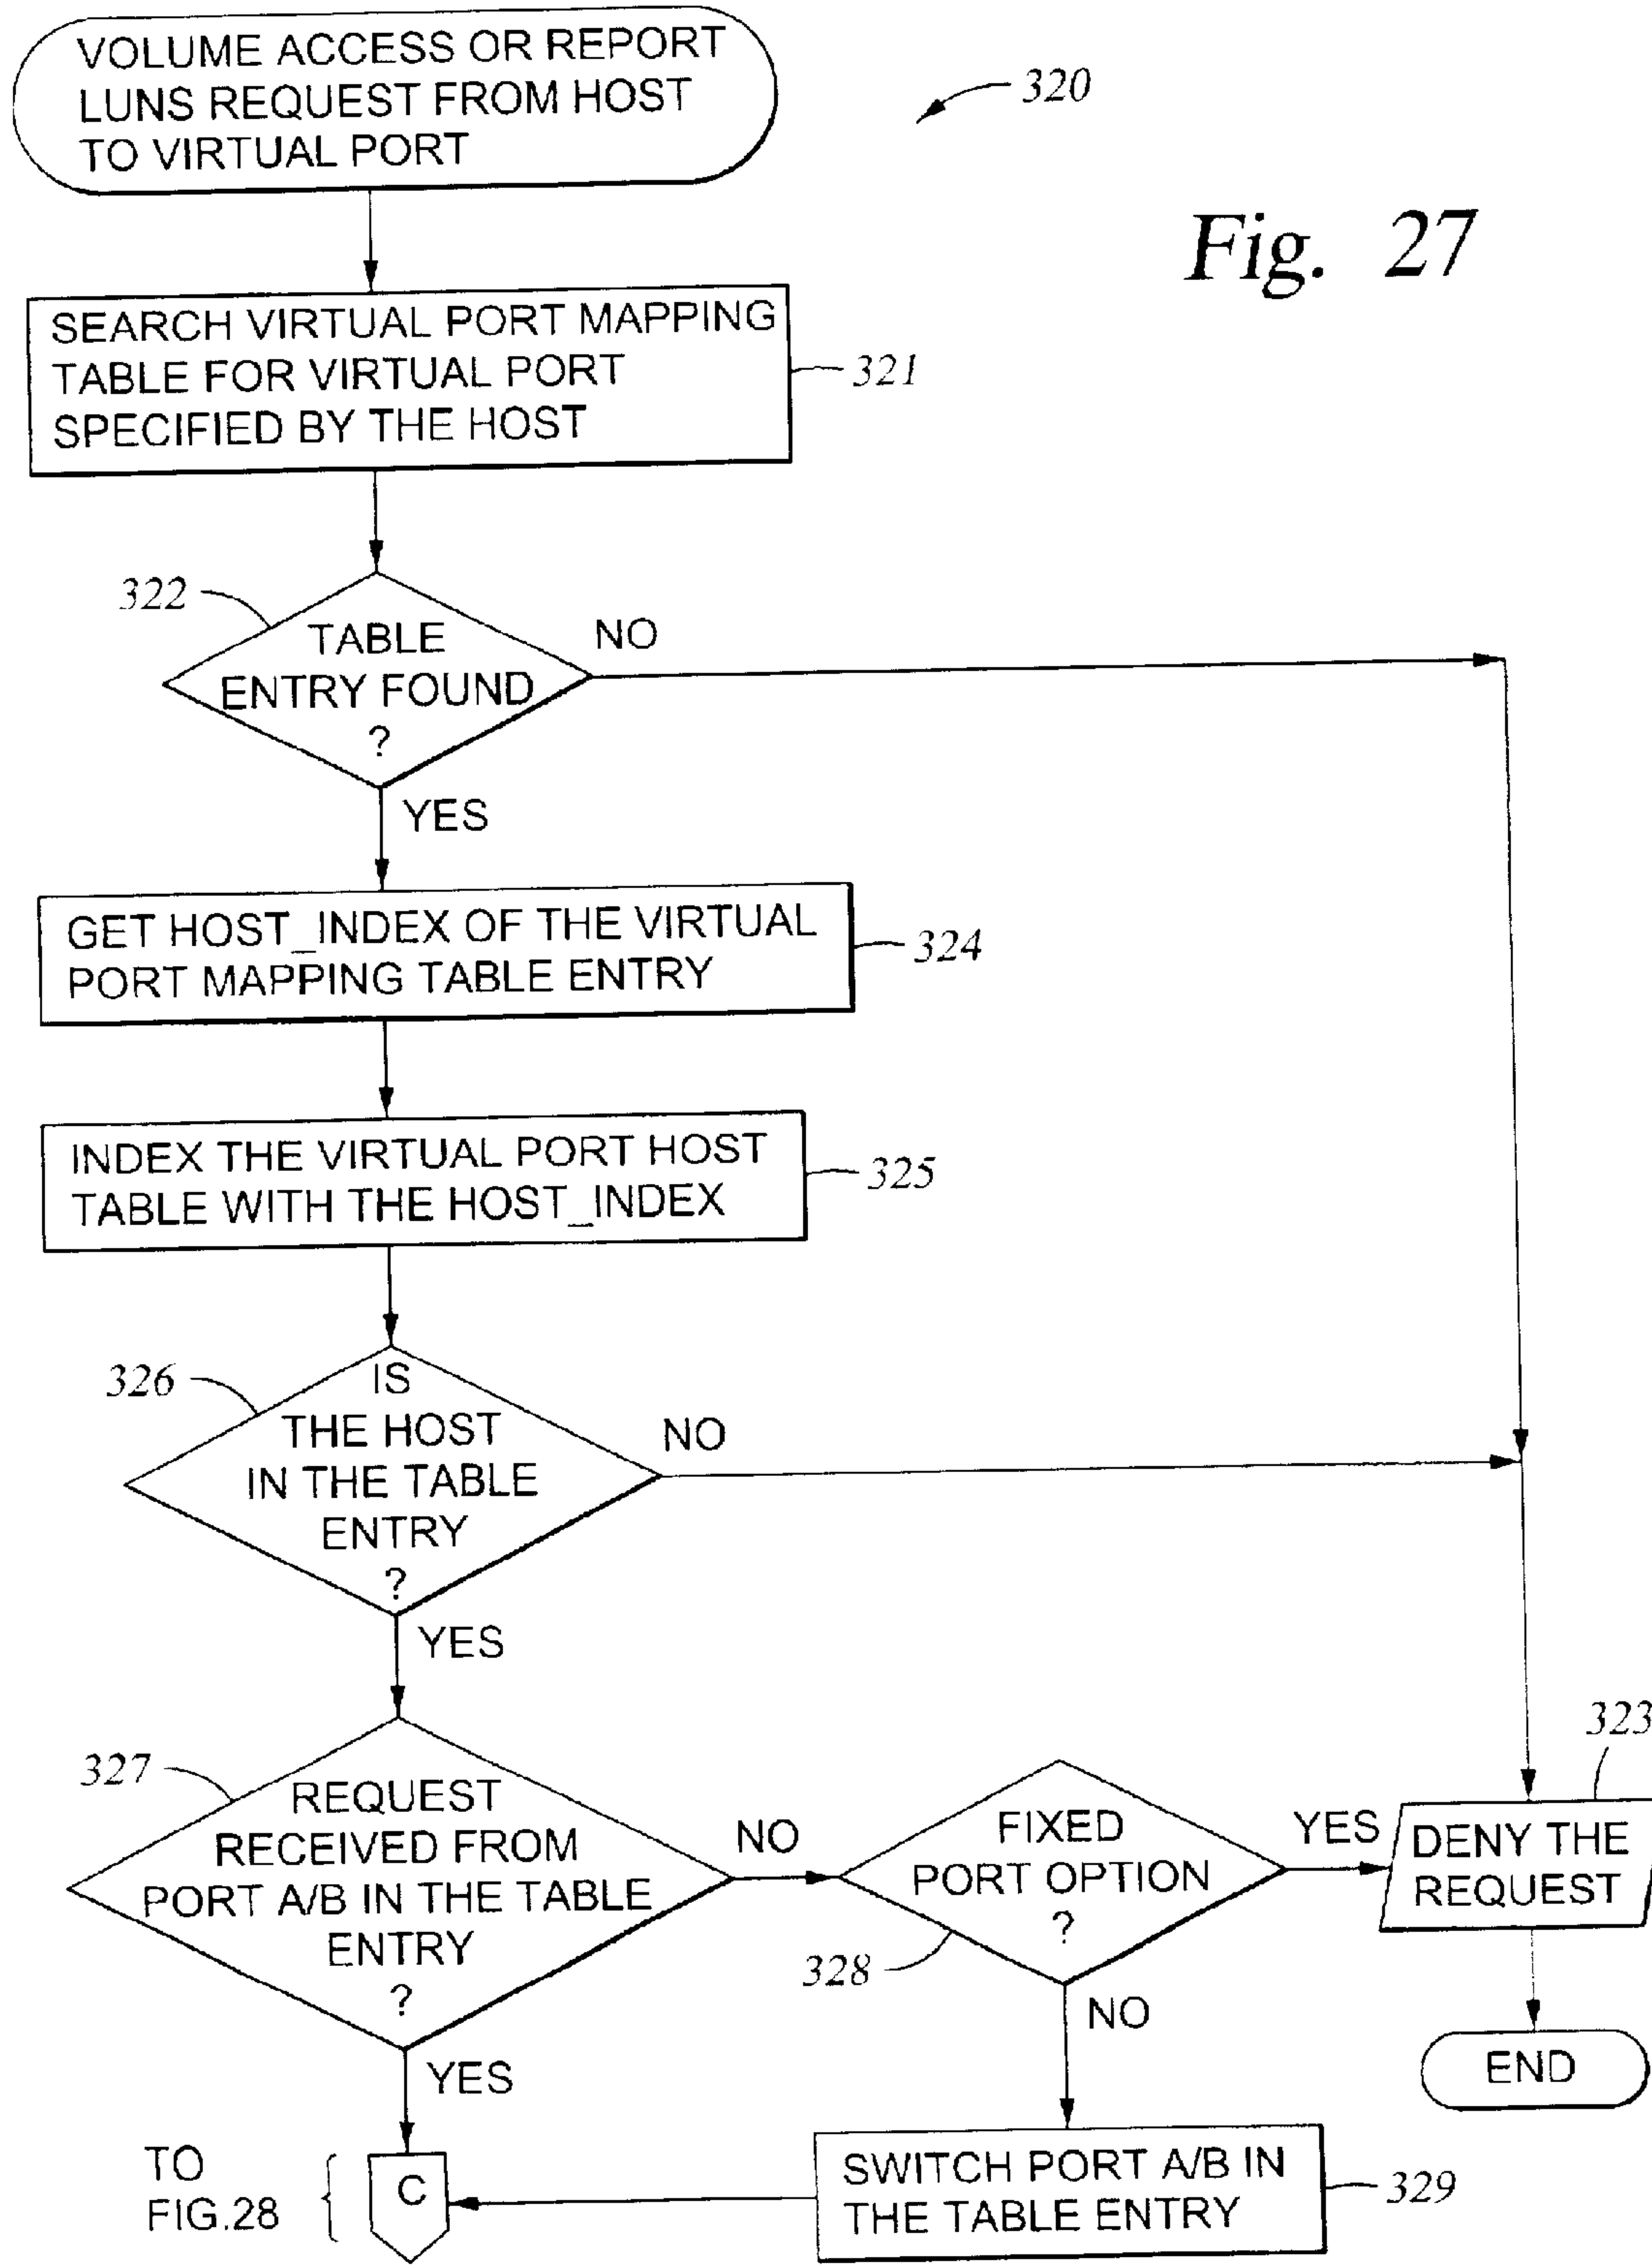 VOLUME ACCESS OR REPORT
LUNS REQUEST FROM HOST
TO VIRTUAL PORT
320
Fig. 27
SEARCH VIRTUAL PORT MAPPING
TABLE FOR VIRTUAL PORT
SPECIFIED BY THE HOST
321
322
TABLE
ENTRY FOUND
?
NO
YES
GET HOST_INDEX OF THE VIRTUAL
PORT MAPPING TABLE ENTRY
324
INDEX THE VIRTUAL PORT HOST
TABLE WITH THE HOST_INDEX
325
326
IS
THE HOST
IN THE TABLE
ENTRY
?
NO
YES
327
REQUEST
RECEIVED FROM
PORT A/B IN THE TABLE
ENTRY
?
NO
YES
FIXED
PORT OPTION
?
328
YES
NO
323
DENY THE
REQUEST
END
TO
FIG.28
C
SWITCH PORT A/B IN
THE TABLE ENTRY
329